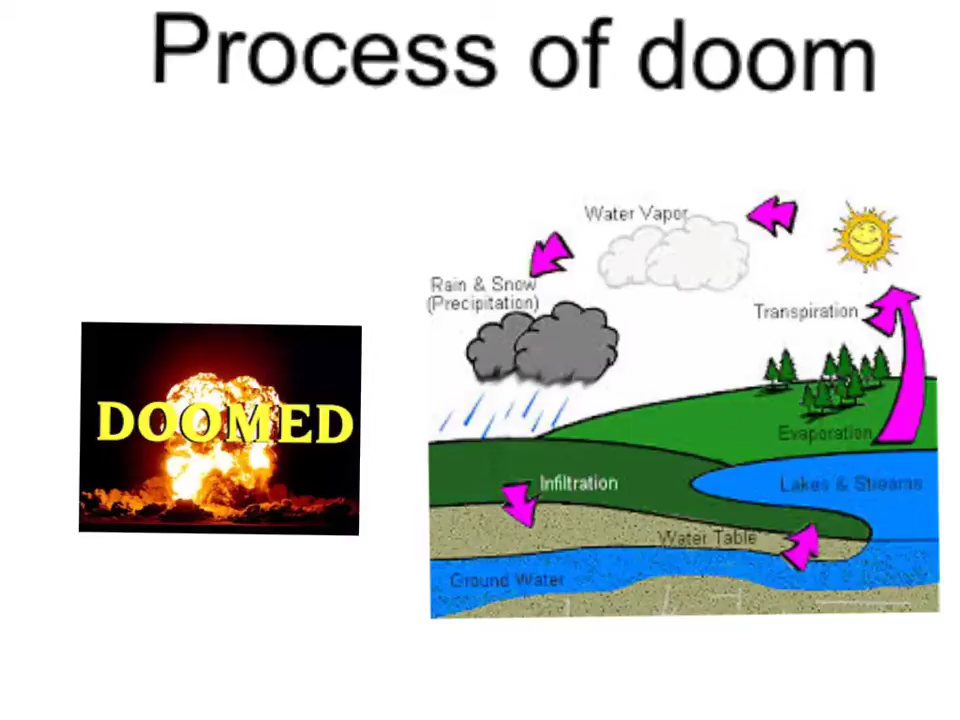 Process of doom
Water Vapor
Rain & Snow
(Precipitation)
Transpiration
DOOMED
Evaporation
Infiltration
Lakes & Streams
Water Table
Ground Water